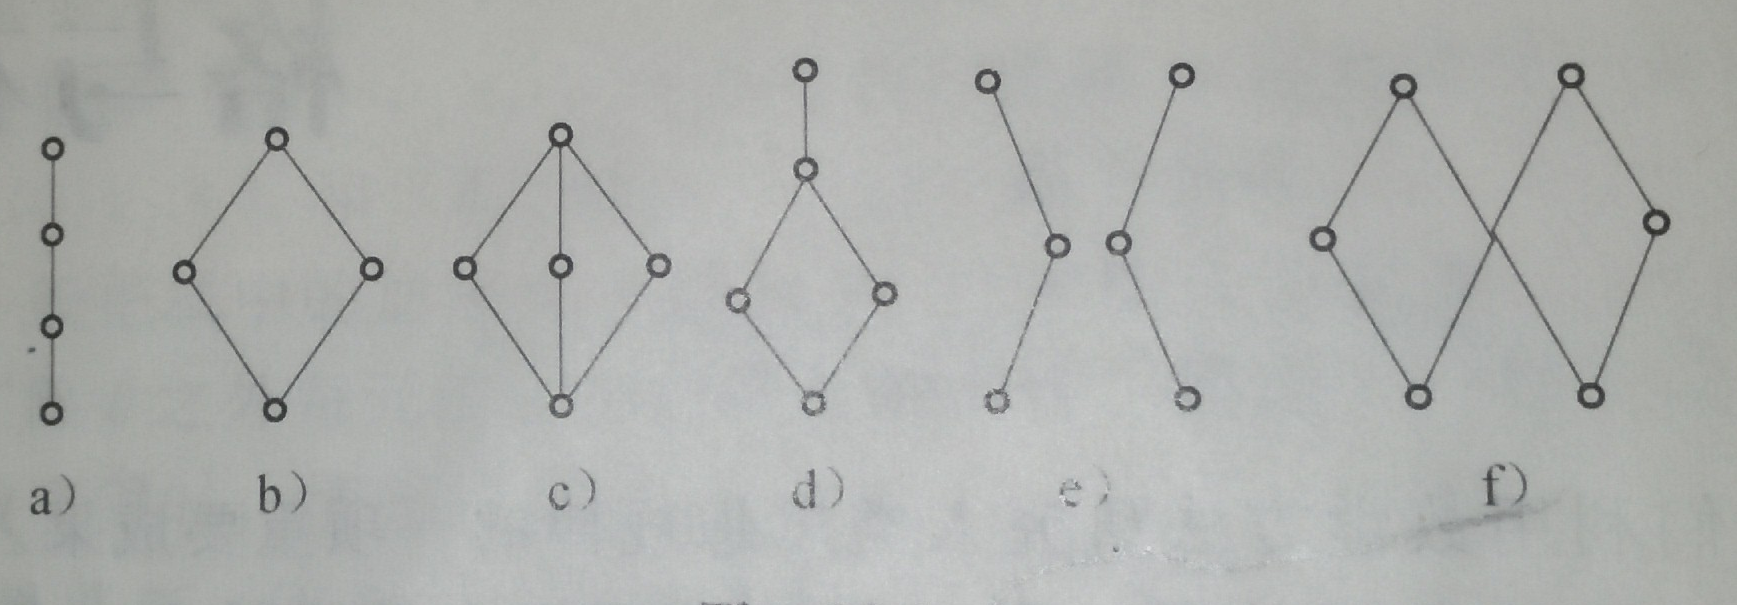 a） b） c） d） e） f）